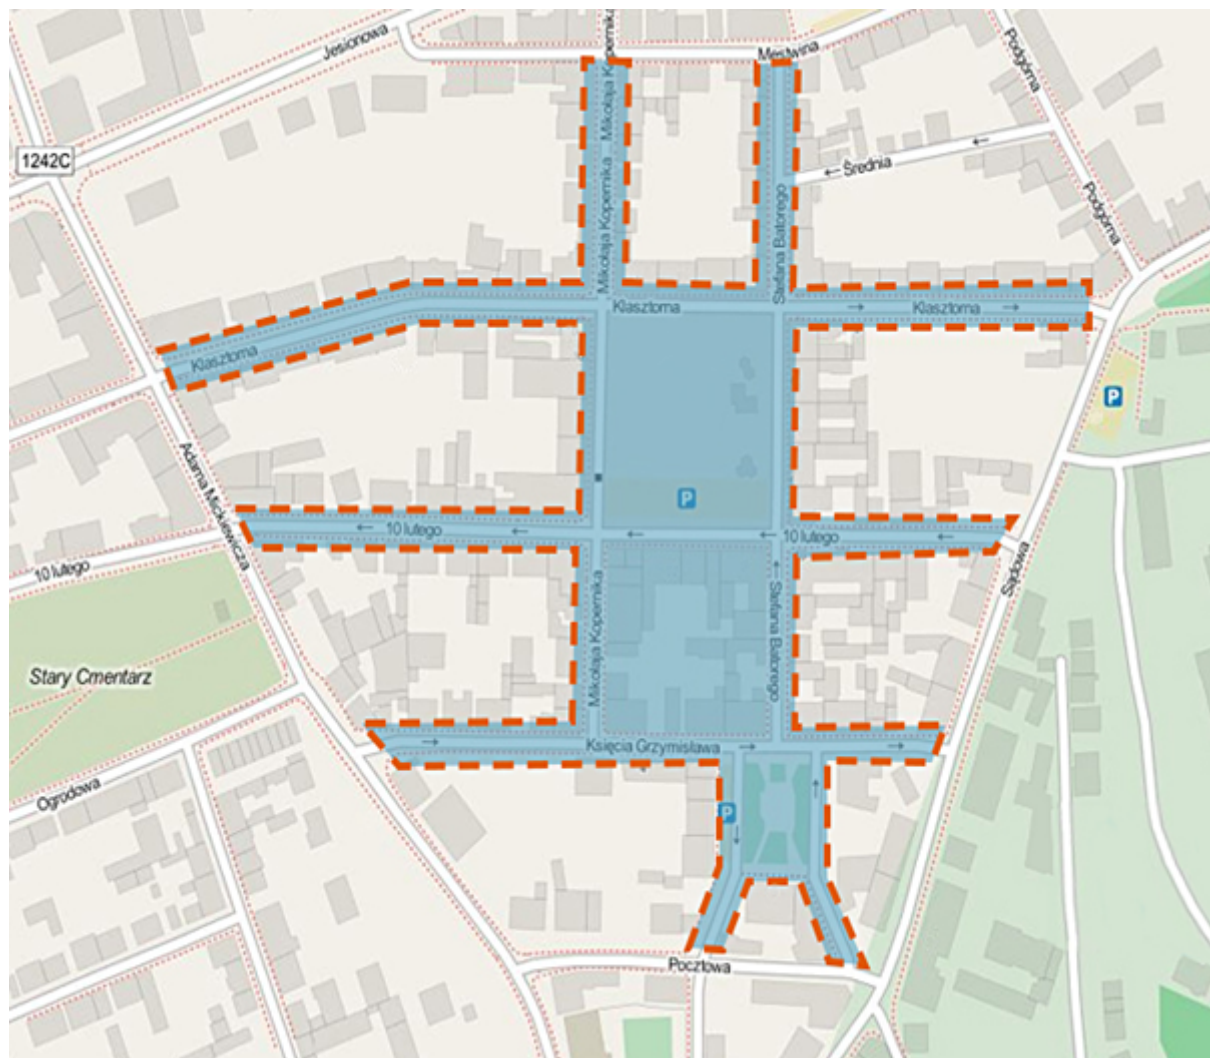 Jesionowa
Mikołaja Kopernika
Mikołaja Kopernika
Mestwina
Podgórna
1242C
Średnia
Podgórna
Stefana Batorego
Klasztorna
Klasztorna
Klasztorna
P
Adama Mickiewicza
P
10 lutego
10 lutego
10 lutego
Sądowa
Mikołaja Kopernika
Stefana Batorego
Stary Cmentarz
Księcia Grzymisława
Ogrodowa
P
Pocztowa